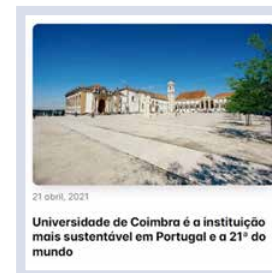 21 abril, 2021
Universidade de Coimbra é a instituição
mais sustentável em Portugal e a 21ª do
mundo